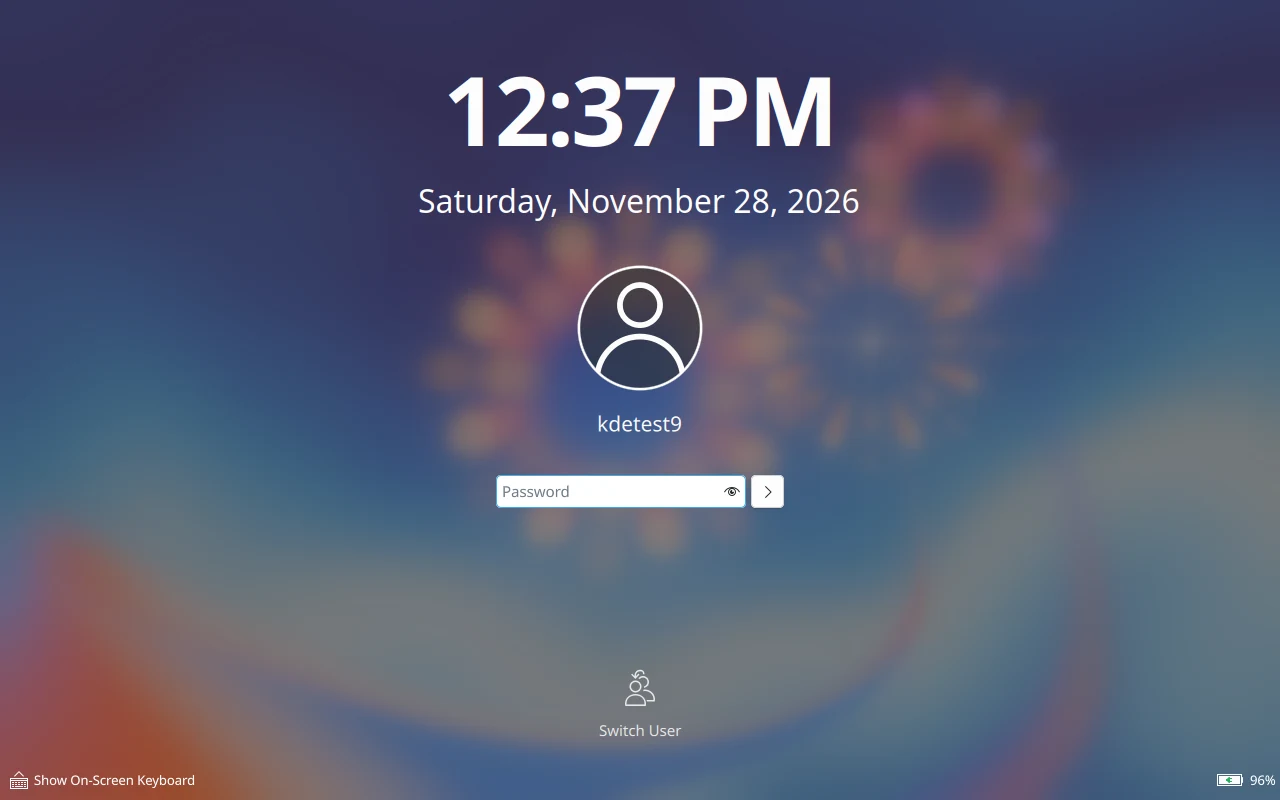 12:37 PM
Saturday, November 28, 2026
kdetest9
Password
Switch User
Show On-Screen Keyboard
96%